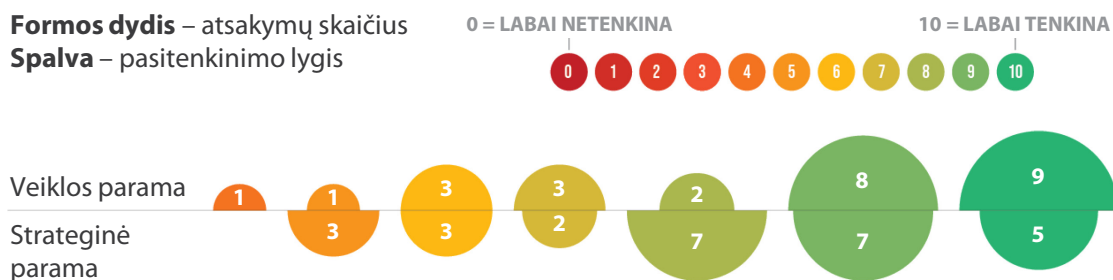 Formos dydis – atsakymų skaičius
Spalva – pasitenkinimo lygis
0 = LABAI NETENKINA
10 = LABAI TENKINA
0 1 2 3 4 5 6 7 8 9 10
Veiklos parama
1 1 3 3 2 8 9
Strateginė
parama
3 3 2 7 7 5